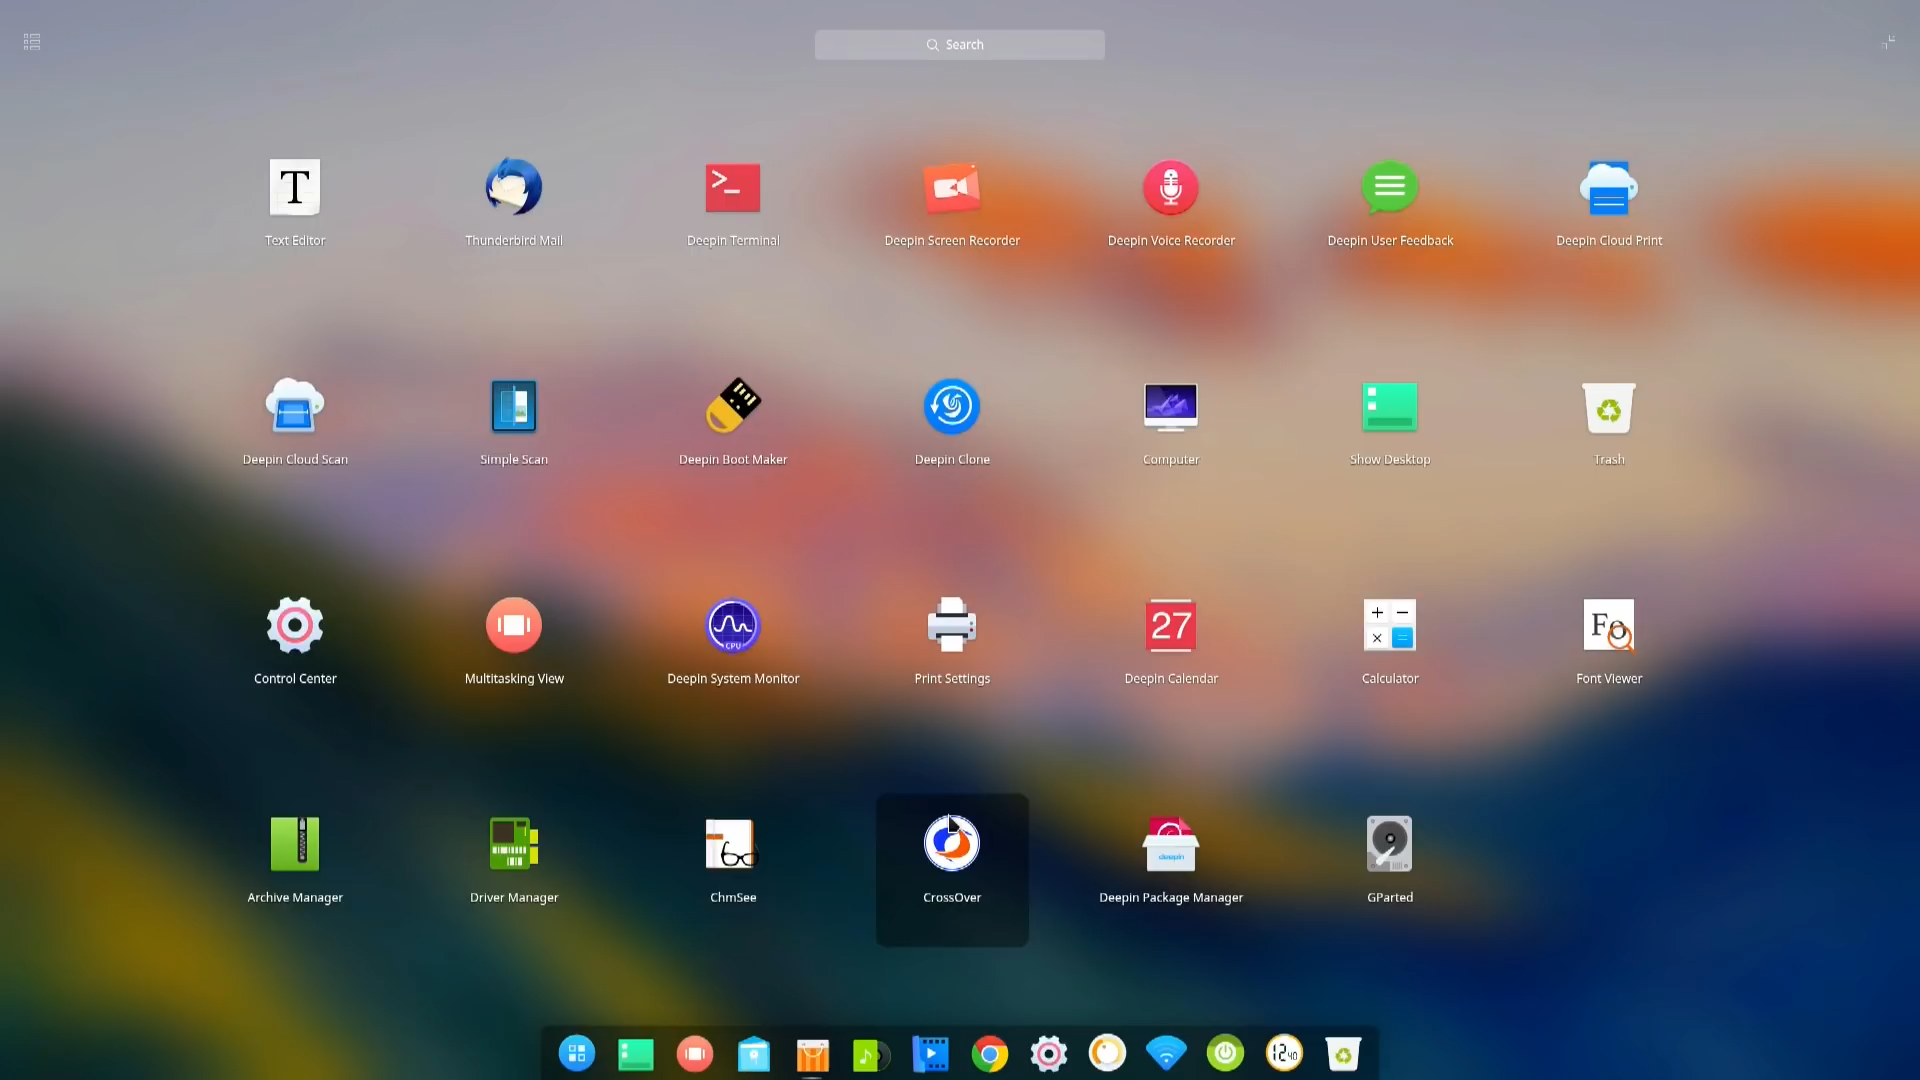 Search
T
Text Editor
Thunderbird Mail
>_
Deepin Terminal
Deepin Screen Recorder
Deepin Voice Recorder
Deepin User Feedback
Deepin Cloud Print
Deepin Cloud Scan
Simple Scan
Deepin Boot Maker
Deepin Clone
Computer
Show Desktop
Trash
Control Center
Multitasking View
CPU
Deepin System Monitor
Print Settings
27
Deepin Calendar
+ −
× =
Calculator
Fo
Font Viewer
Archive Manager
Driver Manager
ChmSee
CrossOver
deepin
Deepin Package Manager
GParted
12 40